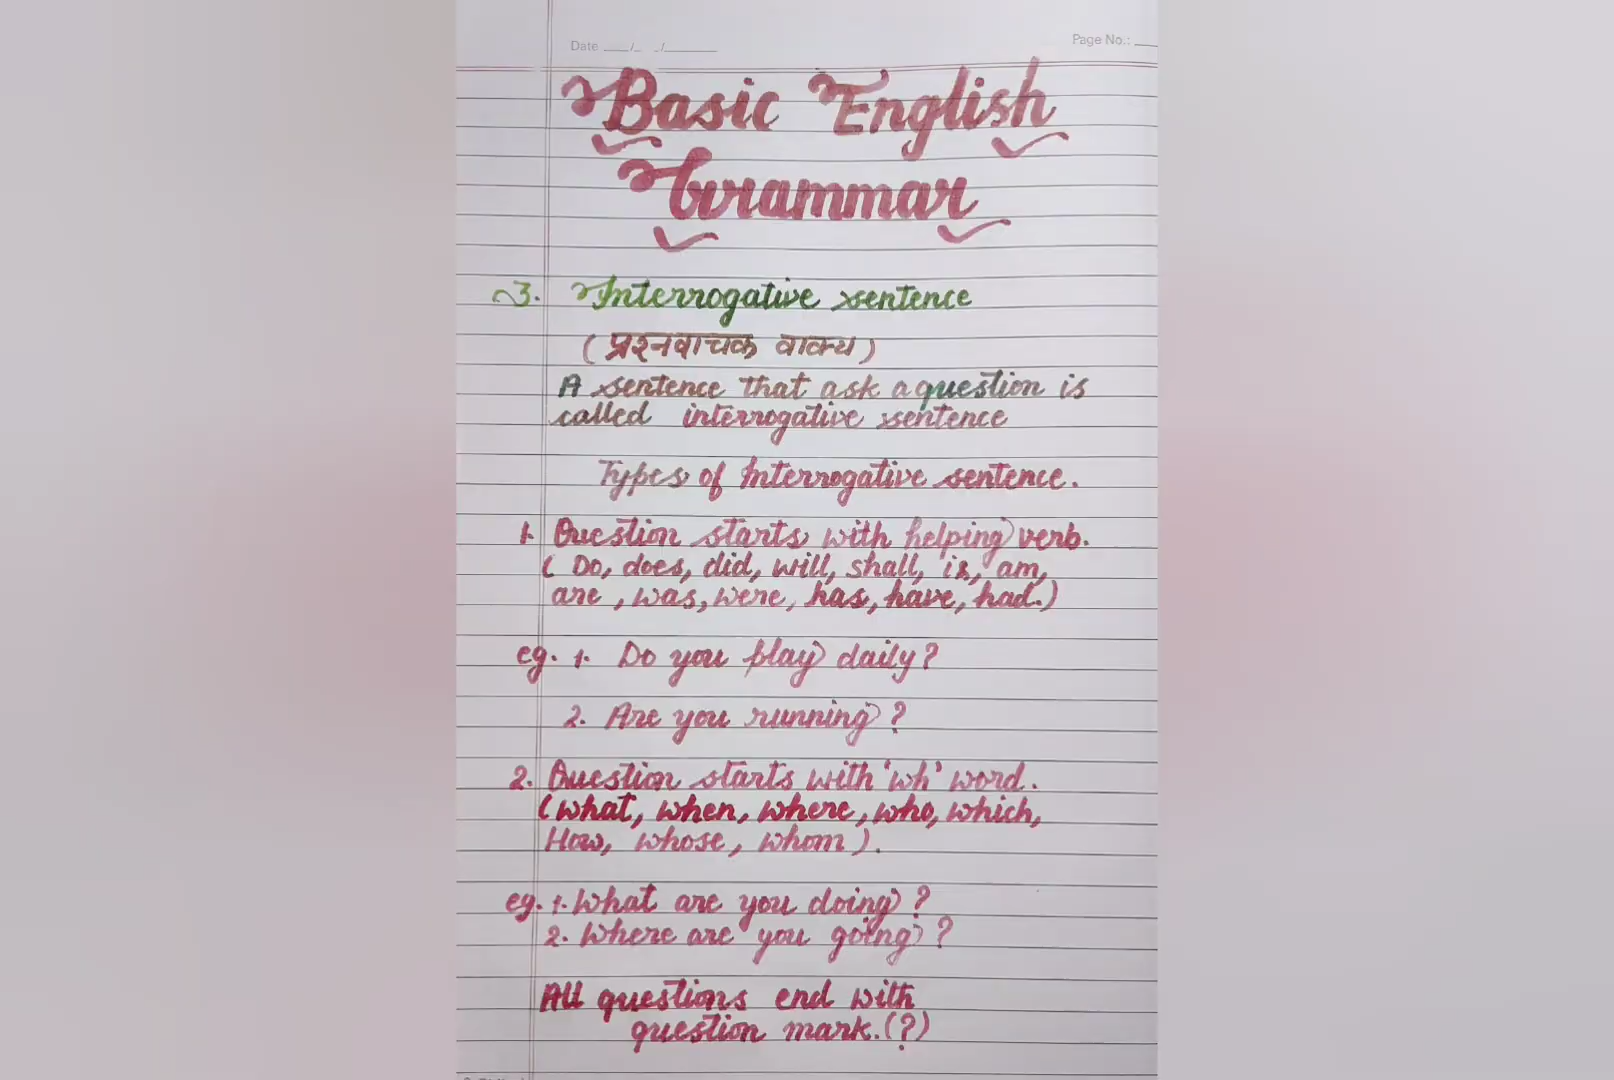 Date ___/___/______
Page No.: ___
Basic English
Grammar
3. Interrogative sentence
(प्रश्नवाचक वाक्य)
A sentence that ask a question is
called interrogative sentence
Types of Interrogative sentence.
1. Question starts with helping verb.
( Do, does, did, will, shall, is, am,
are, was, were, has, have, had.)
eg. 1. Do you play daily?
2. Are you running ?
2. Question starts with 'wh' word.
(what, when, where, who, which,
How, whose, whom ).
eg. 1. What are you doing ?
2. Where are you going ?
All questions end with
question mark.(?)